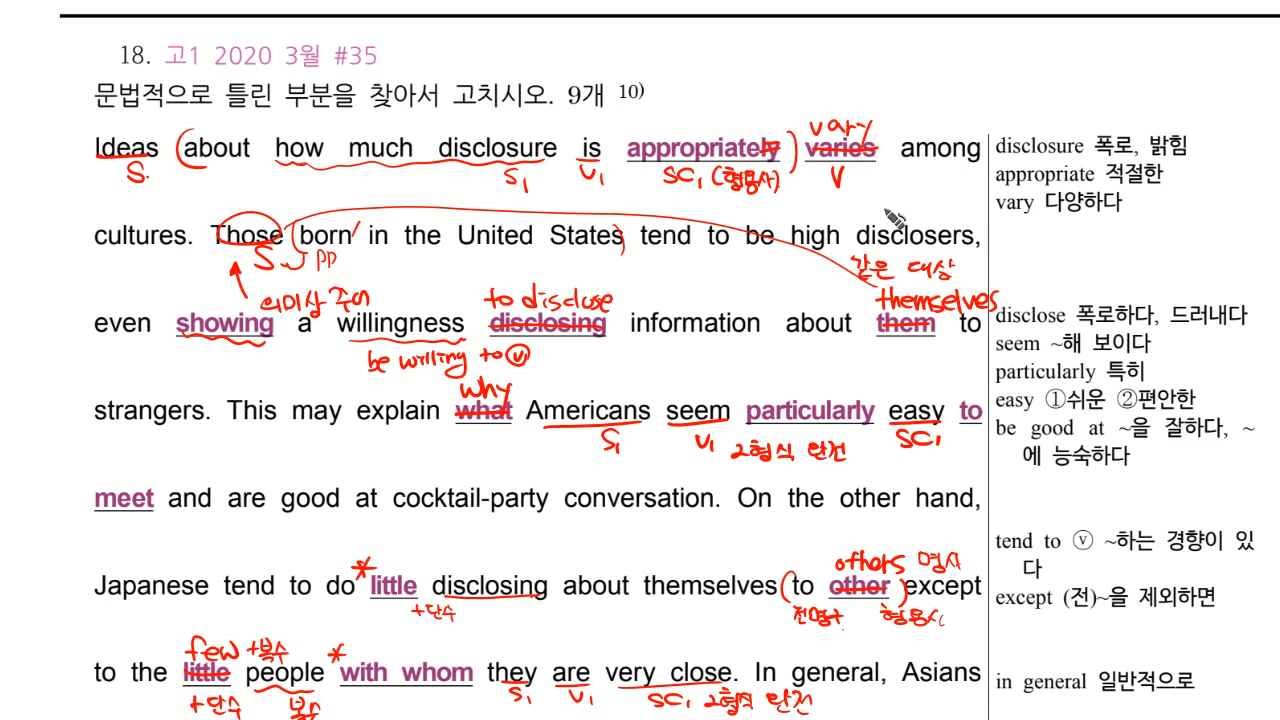 18. 고1 2020 3월 #35
문법적으로 틀린 부분을 찾아서 고치시오. 9개 10)
vary
Ideas (about how much disclosure is appropriately) varies among
S. S₁ V₁ SC₁ (형용사) V
cultures. Those (born in the United States) tend to be high disclosers,
S PP 같은 대상
의미상 주어 to disclose themselves
even showing a willingness disclosing information about them to
be willing to ⓥ
why
strangers. This may explain what Americans seem particularly easy to
S₁ V₁ 2형식 완전 SC₁
meet and are good at cocktail-party conversation. On the other hand,
others 명사
Japanese tend to do *little disclosing about themselves (to other) except
+단수 전명구 형용사
few +복수
to the little people *with whom they are very close. In general, Asians
+단수 복수 S₁ V₁ SC₁ 2형식 완전
disclosure 폭로, 밝힘
appropriate 적절한
vary 다양하다
disclose 폭로하다, 드러내다
seem ~해 보이다
particularly 특히
easy ①쉬운 ②편안한
be good at ~을 잘하다, ~
에 능숙하다
tend to ⓥ ~하는 경향이 있
다
except (전)~을 제외하면
in general 일반적으로